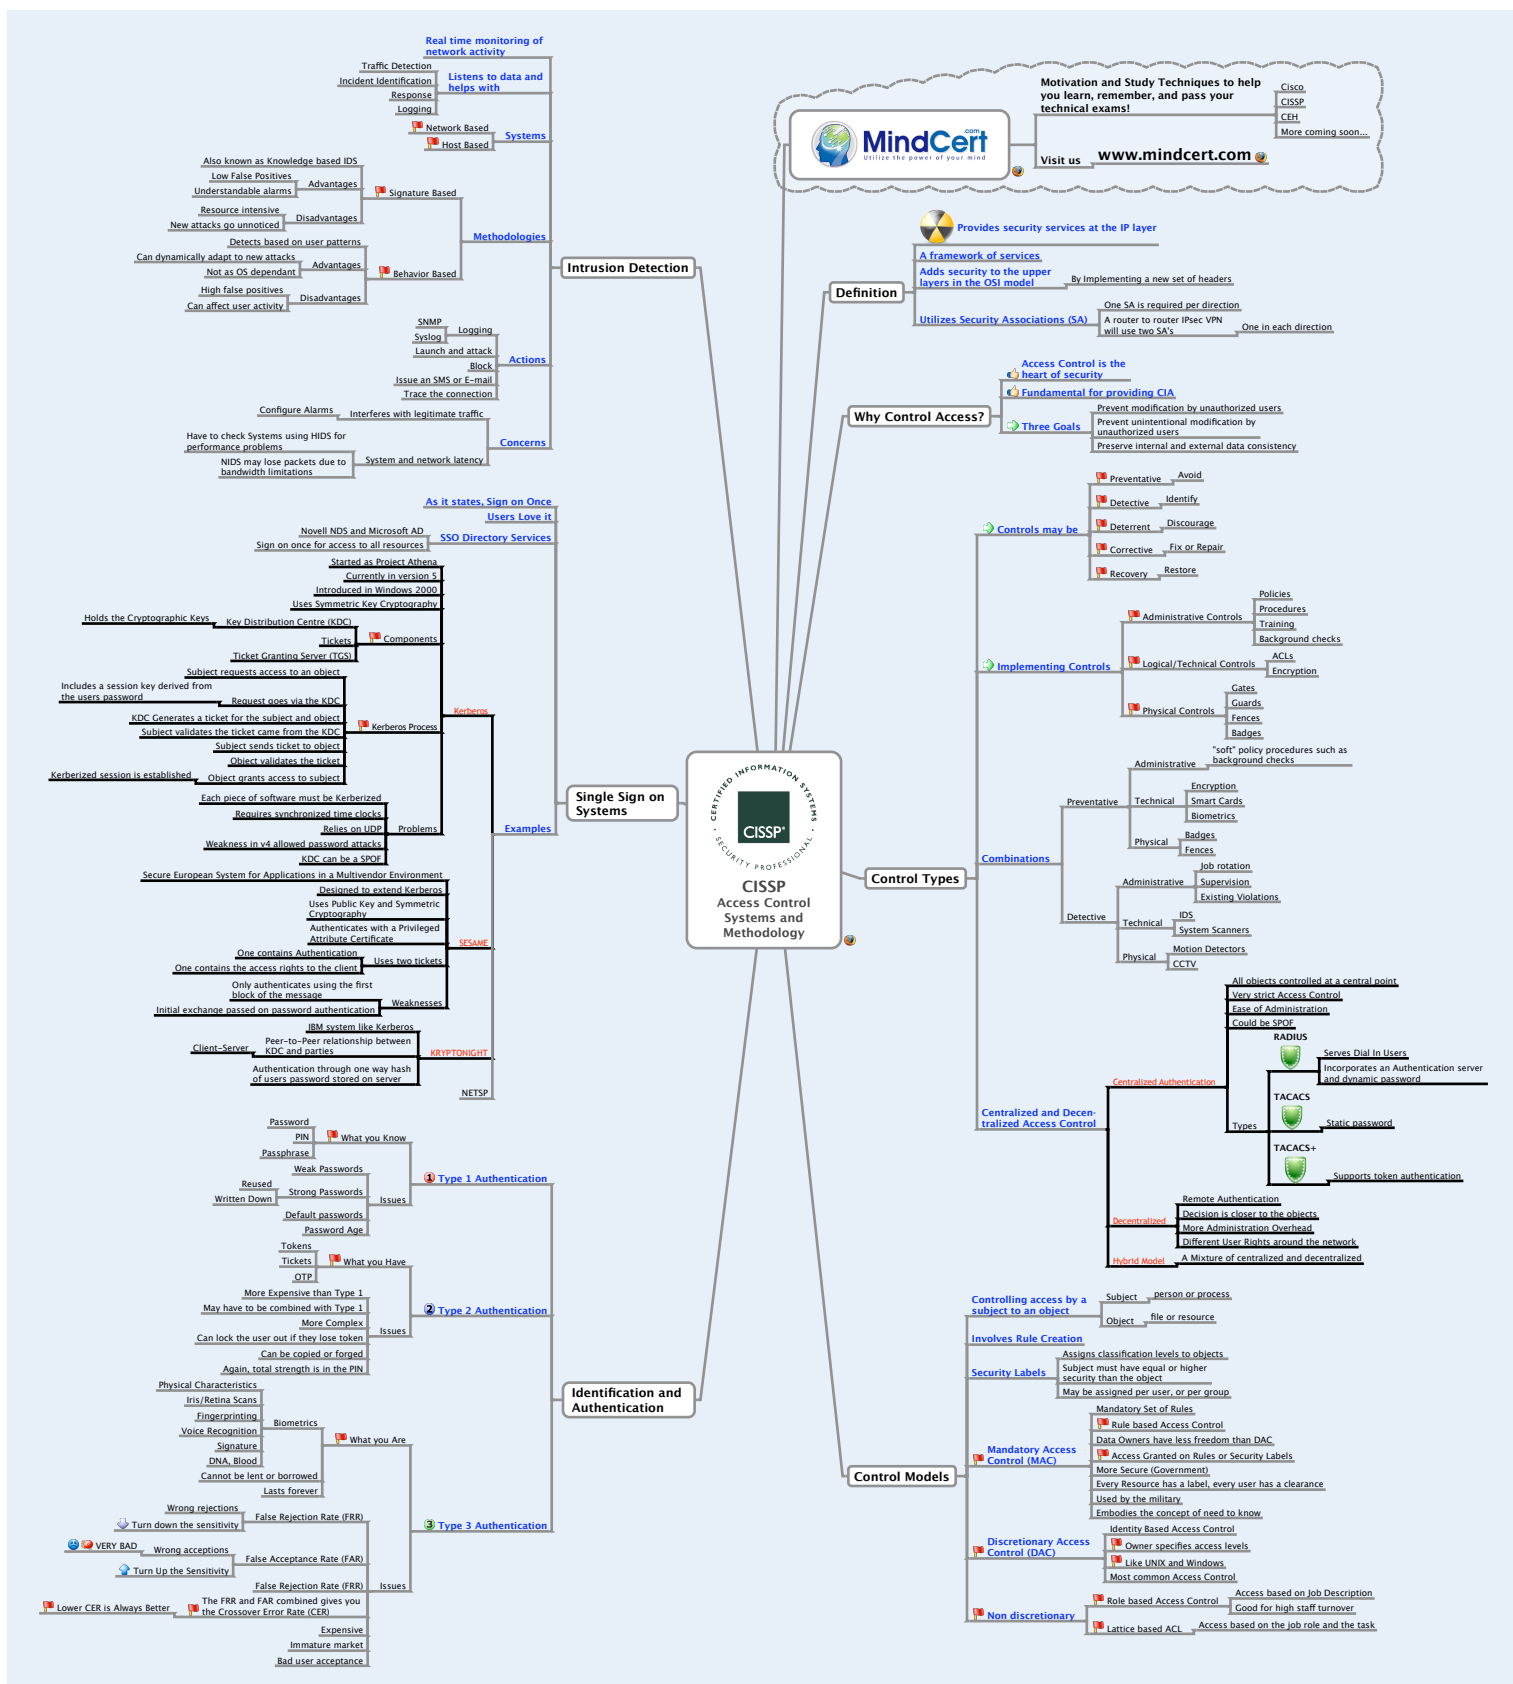 Real time monitoring of
network activity
Traffic Detection
Incident Identification
Response
Logging
Listens to data and
helps with
Network Based
Host Based
Systems
Also known as Knowledge based IDS
Low False Positives
Understandable alarms
Advantages
Resource intensive
New attacks go unnoticed
Disadvantages
Signature Based
Detects based on user patterns
Can dynamically adapt to new attacks
Not as OS dependant
Advantages
High false positives
Can affect user activity
Disadvantages
Behavior Based
Methodologies
SNMP
Syslog
Logging
Launch and attack
Block
Issue an SMS or E-mail
Trace the connection
Actions
Configure Alarms
Interferes with legitimate traffic
Have to check Systems using HIDS for
performance problems
NIDS may lose packets due to
bandwidth limitations
System and network latency
Concerns
Intrusion Detection
As it states, Sign on Once
Users Love it
Novell NDS and Microsoft AD
Sign on once for access to all resources
SSO Directory Services
Started as Project Athena
Currently in version 5
Introduced in Windows 2000
Uses Symmetric Key Cryptography
Holds the Cryptographic Keys
Key Distribution Centre (KDC)
Tickets
Ticket Granting Server (TGS)
Components
Subject requests access to an object
Includes a session key derived from
the users password
Request goes via the KDC
KDC Generates a ticket for the subject and object
Subject validates the ticket came from the KDC
Subject sends ticket to object
Object validates the ticket
Kerberized session is established
Object grants access to subject
Kerberos Process
Kerberos
Each piece of software must be Kerberized
Requires synchronized time clocks
Relies on UDP
Weakness in v4 allowed password attacks
KDC can be a SPOF
Problems
Secure European System for Applications in a Multivendor Environment
Designed to extend Kerberos
Uses Public Key and Symmetric
Cryptography
Authenticates with a Privileged
Attribute Certificate
One contains Authentication
One contains the access rights to the client
Uses two tickets
Only authenticates using the first
block of the message
Initial exchange passed on password authentication
Weaknesses
SESAME
IBM system like Kerberos
Client-Server
Peer-to-Peer relationship between
KDC and parties
Authentication through one way hash
of users password stored on server
KRYPTONIGHT
NETSP
Examples
Single Sign on
Systems
Password
PIN
Passphrase
What you Know
Weak Passwords
Reused
Written Down
Strong Passwords
Default passwords
Password Age
Issues
1 Type 1 Authentication
Tokens
Tickets
OTP
What you Have
More Expensive than Type 1
May have to be combined with Type 1
More Complex
Can lock the user out if they lose token
Can be copied or forged
Again, total strength is in the PIN
Issues
2 Type 2 Authentication
Physical Characteristics
Iris/Retina Scans
Fingerprinting
Voice Recognition
Signature
DNA, Blood
Biometrics
Cannot be lent or borrowed
Lasts forever
What you Are
Wrong rejections
Turn down the sensitivity
False Rejection Rate (FRR)
VERY BAD
Wrong acceptions
Turn Up the Sensitivity
False Acceptance Rate (FAR)
False Rejection Rate (FRR)
Lower CER is Always Better
The FRR and FAR combined gives you
the Crossover Error Rate (CER)
Expensive
Immature market
Bad user acceptance
Issues
3 Type 3 Authentication
Identification and
Authentication
CERTIFIED INFORMATION SYSTEMS
SECURITY PROFESSIONAL
CISSP®
CISSP
Access Control
Systems and
Methodology
MindCert
.com
Utilize the power of your mind
Motivation and Study Techniques to help
you learn, remember, and pass your
technical exams!
Cisco
CISSP
CEH
More coming soon...
Visit us
www.mindcert.com
Definition
Provides security services at the IP layer
A framework of services
Adds security to the upper
layers in the OSI model
By Implementing a new set of headers
Utilizes Security Associations (SA)
One SA is required per direction
A router to router IPsec VPN
will use two SA's
One in each direction
Why Control Access?
Access Control is the
heart of security
Fundamental for providing CIA
Three Goals
Prevent modification by unauthorized users
Prevent unintentional modification by
unauthorized users
Preserve internal and external data consistency
Control Types
Controls may be
Preventative
Avoid
Detective
Identify
Deterrent
Discourage
Corrective
Fix or Repair
Recovery
Restore
Implementing Controls
Administrative Controls
Policies
Procedures
Training
Background checks
Logical/Technical Controls
ACLs
Encryption
Physical Controls
Gates
Guards
Fences
Badges
Combinations
Preventative
Administrative
"soft" policy procedures such as
background checks
Technical
Encryption
Smart Cards
Biometrics
Physical
Badges
Fences
Detective
Administrative
Job rotation
Supervision
Existing Violations
Technical
IDS
System Scanners
Physical
Motion Detectors
CCTV
Centralized and Decen-
tralized Access Control
Centralized Authentication
All objects controlled at a central point
Very strict Access Control
Ease of Administration
Could be SPOF
Types
RADIUS
Serves Dial In Users
Incorporates an Authentication server
and dynamic password
TACACS
Static password
TACACS+
Supports token authentication
Decentralized
Remote Authentication
Decision is closer to the objects
More Administration Overhead
Different User Rights around the network
Hybrid Model
A Mixture of centralized and decentralized
Control Models
Controlling access by a
subject to an object
Subject
person or process
Object
file or resource
Involves Rule Creation
Security Labels
Assigns classification levels to objects
Subject must have equal or higher
security than the object
May be assigned per user, or per group
Mandatory Access
Control (MAC)
Mandatory Set of Rules
Rule based Access Control
Data Owners have less freedom than DAC
Access Granted on Rules or Security Labels
More Secure (Government)
Every Resource has a label, every user has a clearance
Used by the military
Embodies the concept of need to know
Discretionary Access
Control (DAC)
Identity Based Access Control
Owner specifies access levels
Like UNIX and Windows
Most common Access Control
Non discretionary
Role based Access Control
Access based on Job Description
Good for high staff turnover
Lattice based ACL
Access based on the job role and the task